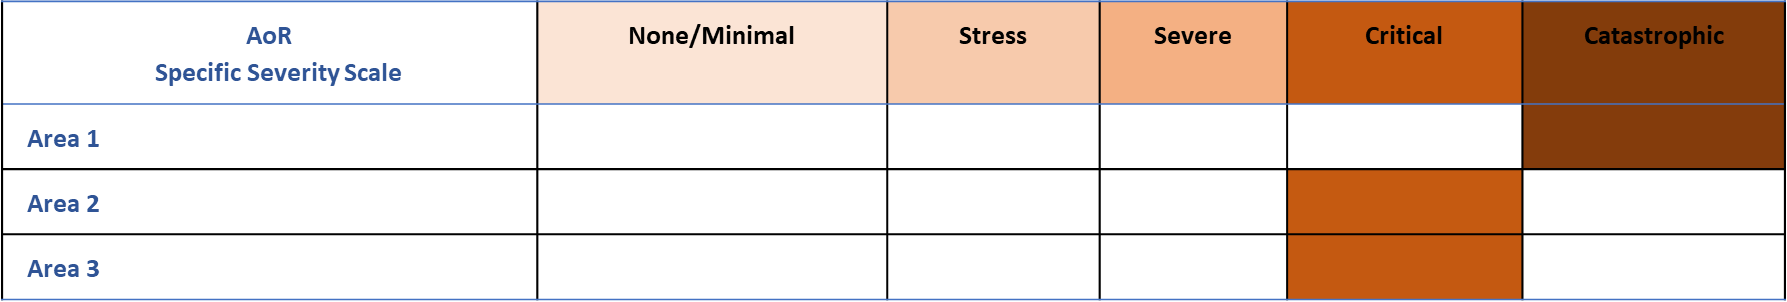 AoR
Specific Severity Scale
None/Minimal
Stress
Severe
Critical
Catastrophic
Area 1
Area 2
Area 3